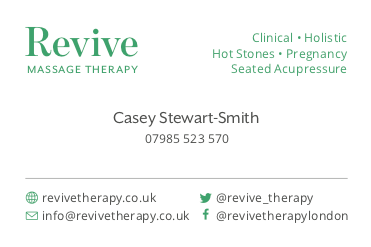 Revive
MASSAGE THERAPY
Clinical • Holistic
Hot Stones • Pregnancy
Seated Acupressure
Casey Stewart-Smith
07985 523 570
revivetherapy.co.uk
@revive_therapy
info@revivetherapy.co.uk
@revivetherapylondon